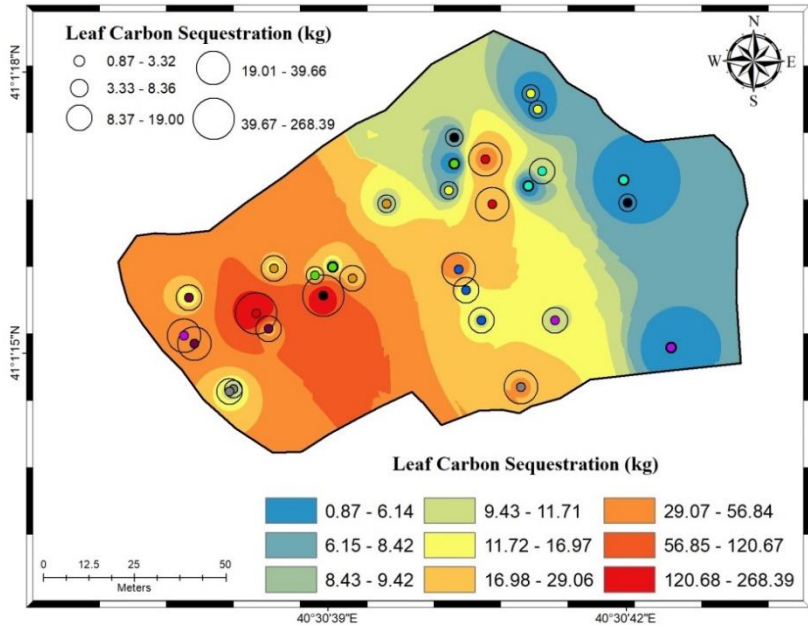 Leaf Carbon Sequestration (kg)
0.87 - 3.32
3.33 - 8.36
8.37 - 19.00
19.01 - 39.66
39.67 - 268.39
N
W E
S
41°1'18"N
41°1'15"N
Leaf Carbon Sequestration (kg)
0.87 - 6.14
6.15 - 8.42
8.43 - 9.42
9.43 - 11.71
11.72 - 16.97
16.98 - 29.06
29.07 - 56.84
56.85 - 120.67
120.68 - 268.39
0 12.5 25 50
Meters
40°30'39"E
40°30'42"E